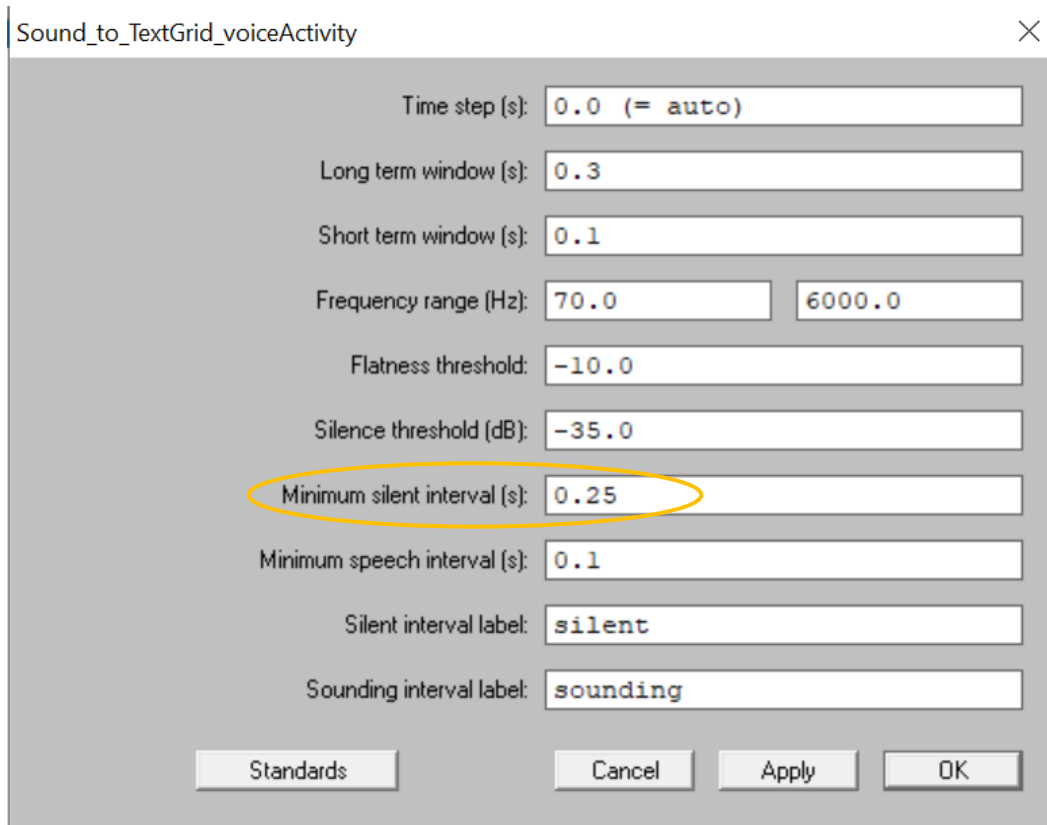 Sound_to_TextGrid_voiceActivity
Time step (s): 0.0 (= auto)
Long term window (s): 0.3
Short term window (s): 0.1
Frequency range (Hz): 70.0 6000.0
Flatness threshold: -10.0
Silence threshold (dB): -35.0
Minimum silent interval (s): 0.25
Minimum speech interval (s): 0.1
Silent interval label: silent
Sounding interval label: sounding
Standards Cancel Apply OK